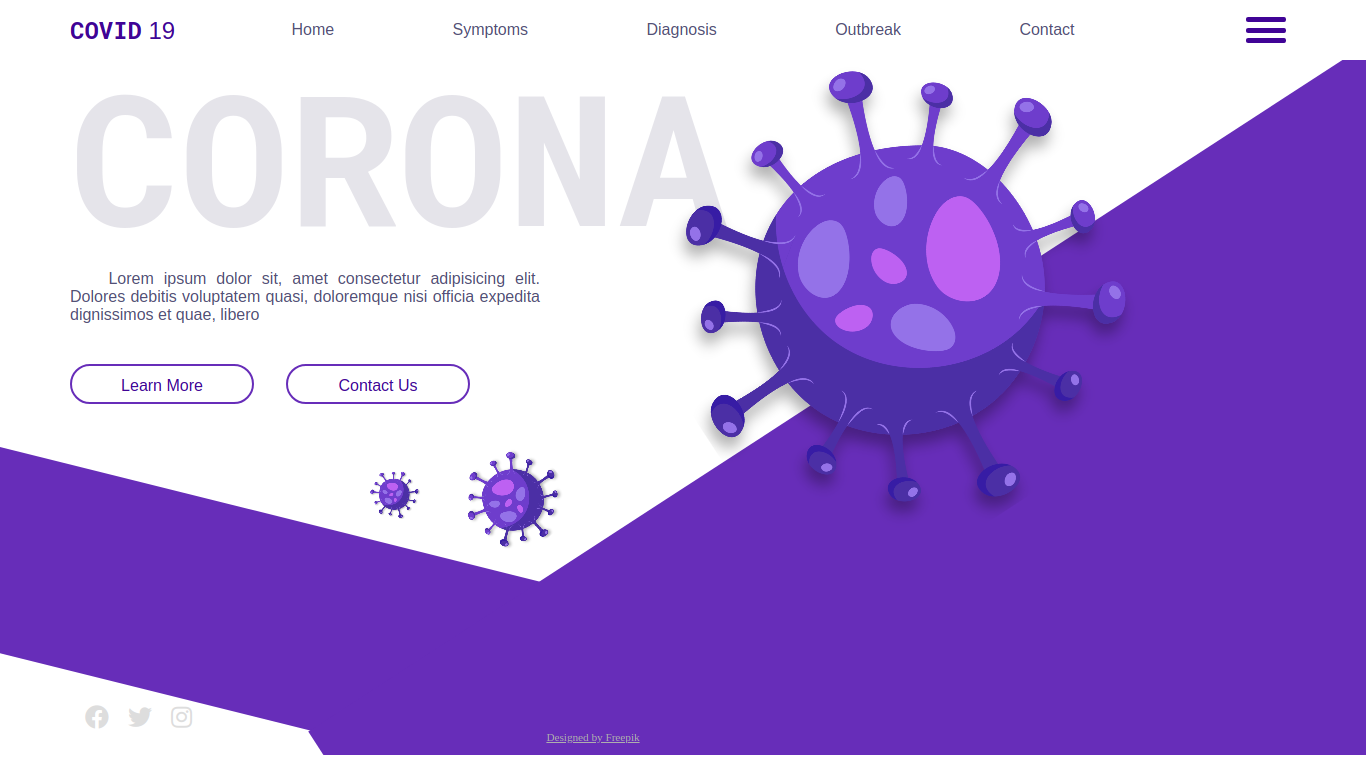 COVID 19 Home Symptoms Diagnosis Outbreak Contact
CORONA
Lorem ipsum dolor sit, amet consectetur adipisicing elit.
Dolores debitis voluptatem quasi, doloremque nisi officia expedita
dignissimos et quae, libero
Learn More Contact Us
Designed by Freepik